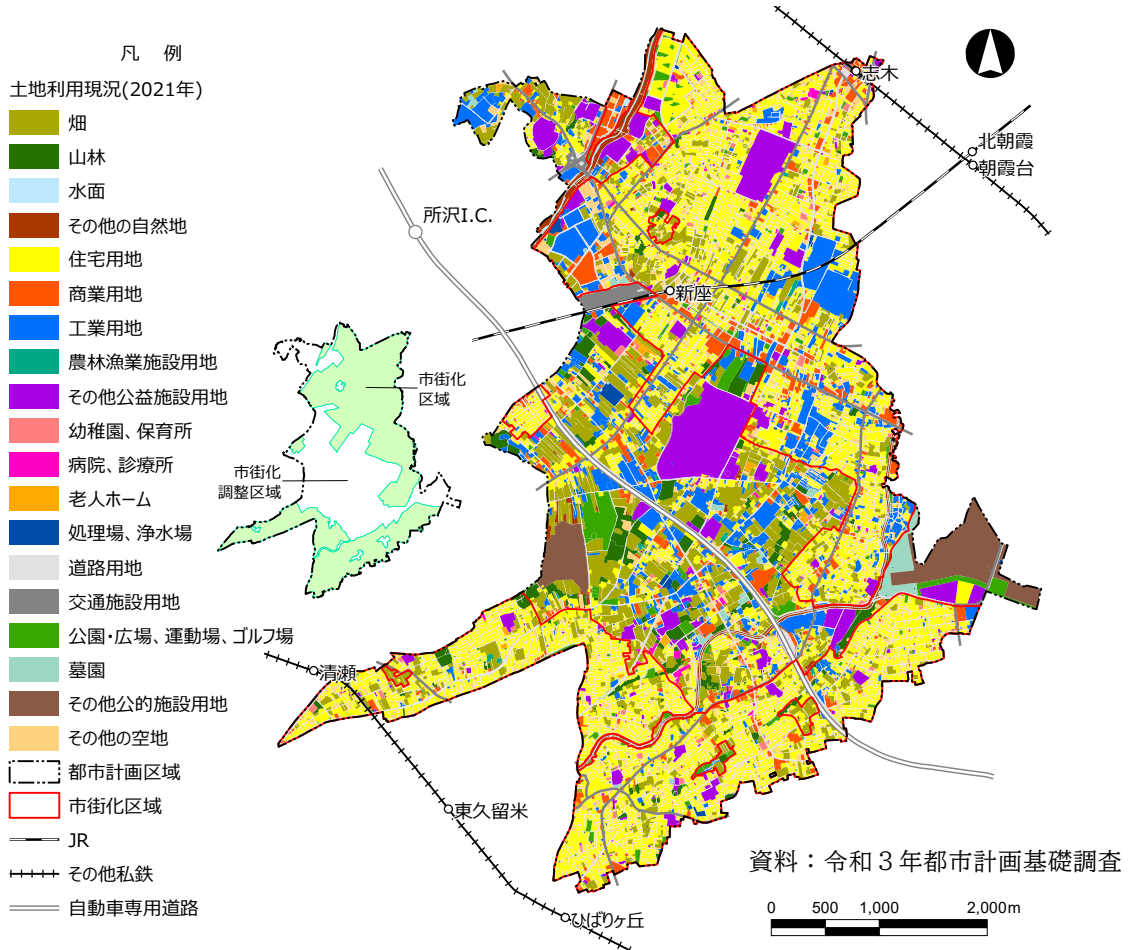 凡 例
土地利用現況(2021年)
畑
山林
水面
その他の自然地
住宅用地
商業用地
工業用地
農林漁業施設用地
その他公益施設用地
幼稚園、保育所
病院、診療所
老人ホーム
処理場、浄水場
道路用地
交通施設用地
公園・広場、運動場、ゴルフ場
墓園
その他公的施設用地
その他の空地
都市計画区域
市街化区域
JR
その他私鉄
自動車専用道路
市街化
区域
市街化
調整区域
志木
北朝霞
朝霞台
所沢I.C.
新座
清瀬
東久留米
ひばりヶ丘
資料：令和３年都市計画基礎調査
0 500 1,000 2,000m